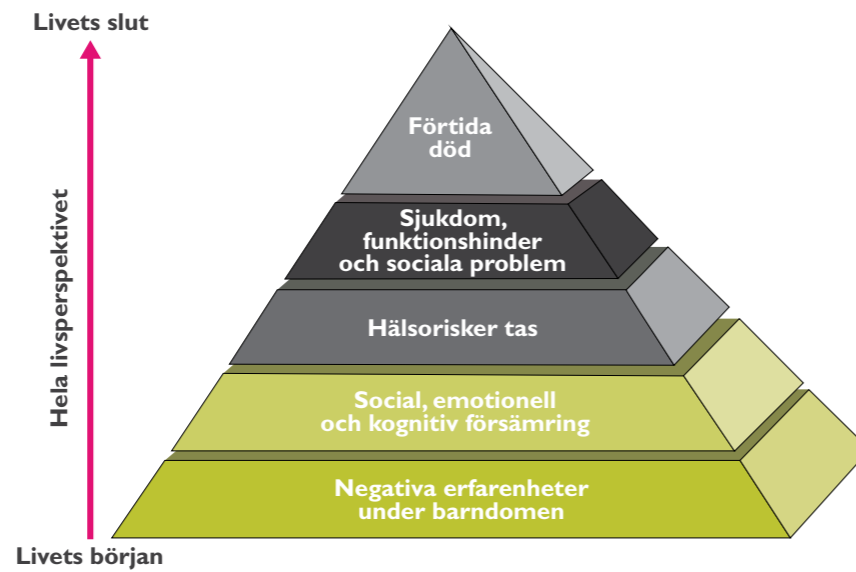 Livets slut
Förtida
död
Sjukdom,
funktionshinder
och sociala problem
Hälsorisker tas
Hela livsperspektivet
Social, emotionell
och kognitiv försämring
Negativa erfarenheter
under barndomen
Livets början